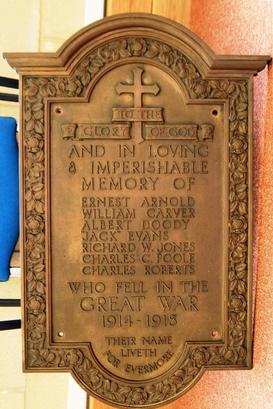 TO THE
GLORY OF GOD
AND IN LOVING
& IMPERISHABLE
MEMORY OF
ERNEST ARNOLD
WILLIAM CARVER
ALBERT DOODY
JACK EVANS
RICHARD W. JONES
CHARLES C. POOLE
CHARLES ROBERTS
WHO FELL IN THE
GREAT WAR
1914-1918
THEIR NAME
LIVETH
FOR EVERMORE